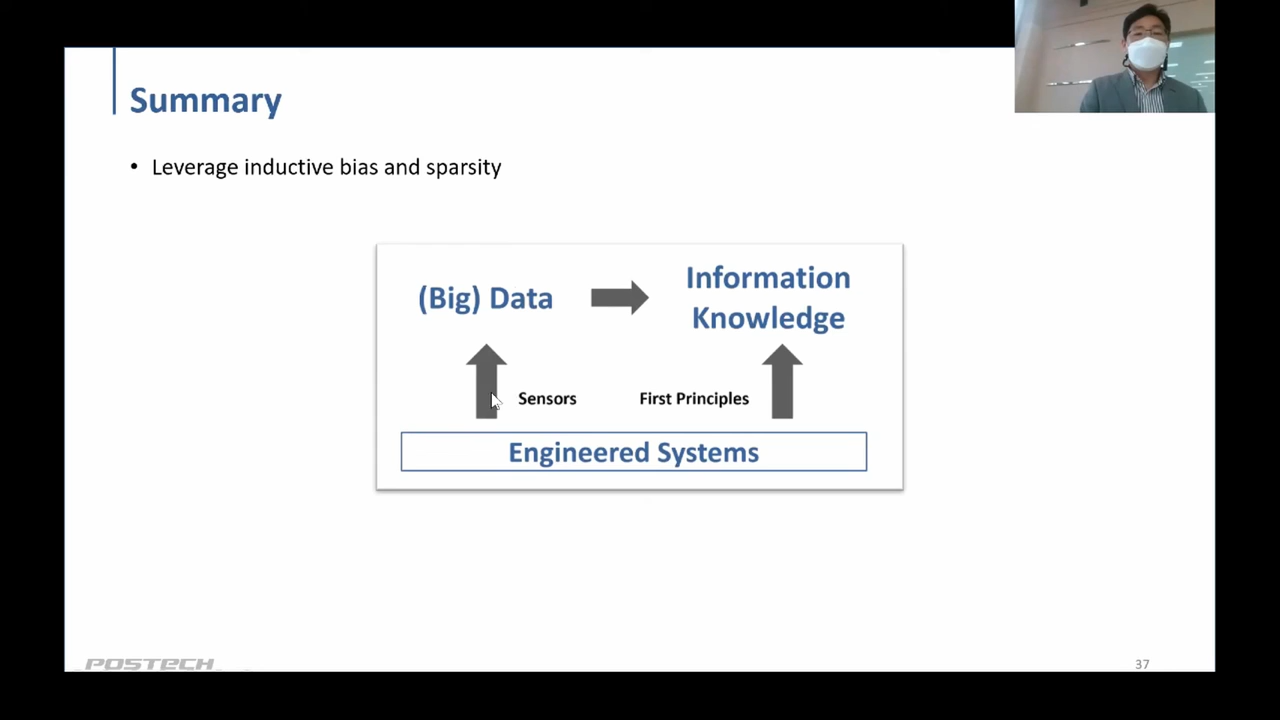 Summary
• Leverage inductive bias and sparsity
(Big) Data
Information
Knowledge
Sensors
First Principles
Engineered Systems
POSTECH
37